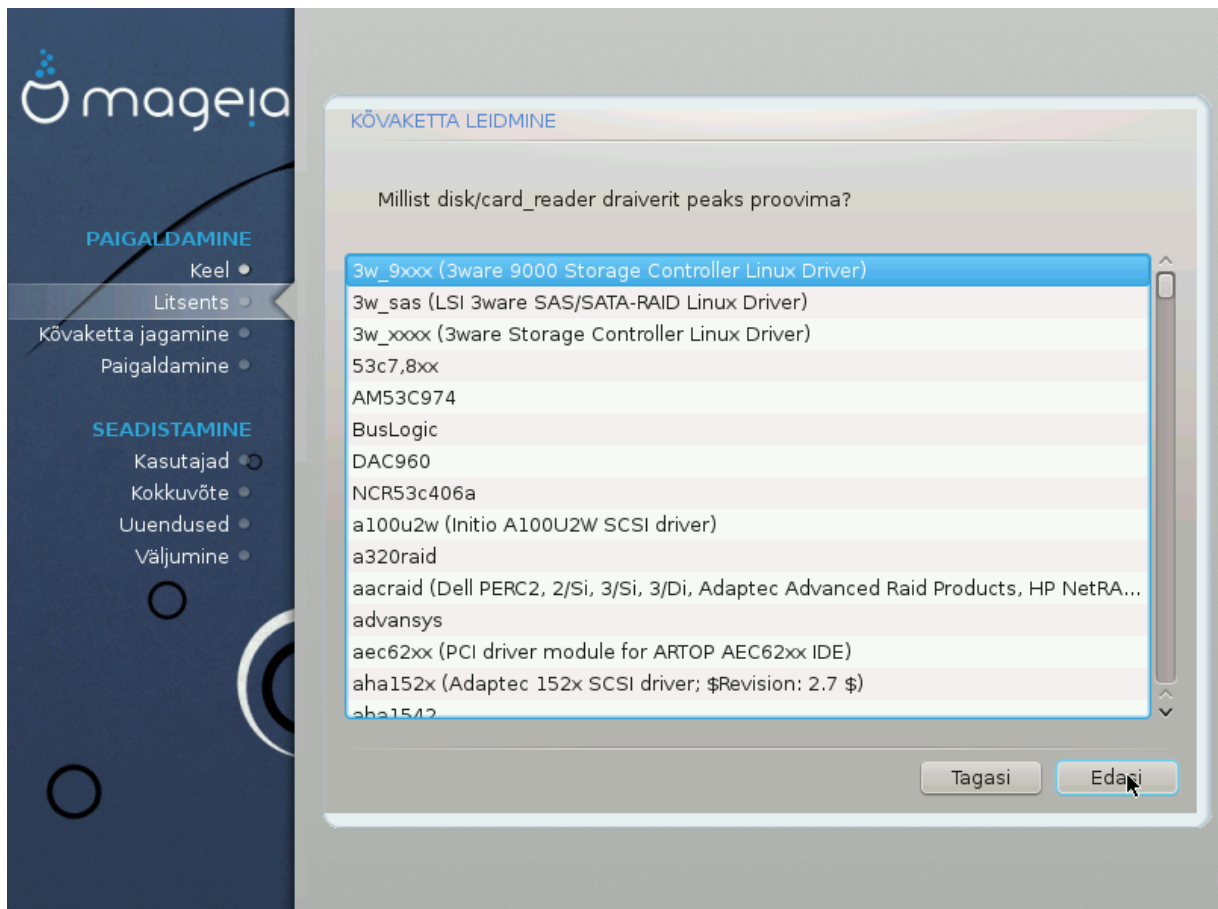 mageia
PAIGALDAMINE
Keel
Litsents
Kõvaketta jagamine
Paigaldamine
SEADISTAMINE
Kasutajad
Kokkuvõte
Uuendused
Väljumine
KÕVAKETTA LEIDMINE
Millist disk/card_reader draiverit peaks proovima?
3w_9xxx (3ware 9000 Storage Controller Linux Driver)
3w_sas (LSI 3ware SAS/SATA-RAID Linux Driver)
3w_xxxx (3ware Storage Controller Linux Driver)
53c7,8xx
AM53C974
BusLogic
DAC960
NCR53c406a
a100u2w (Initio A100U2W SCSI driver)
a320raid
aacraid (Dell PERC2, 2/Si, 3/Si, 3/Di, Adaptec Advanced Raid Products, HP NetRA...
advansys
aec62xx (PCI driver module for ARTOP AEC62xx IDE)
aha152x (Adaptec 152x SCSI driver; $Revision: 2.7 $)
aha1542
Tagasi
Edasi